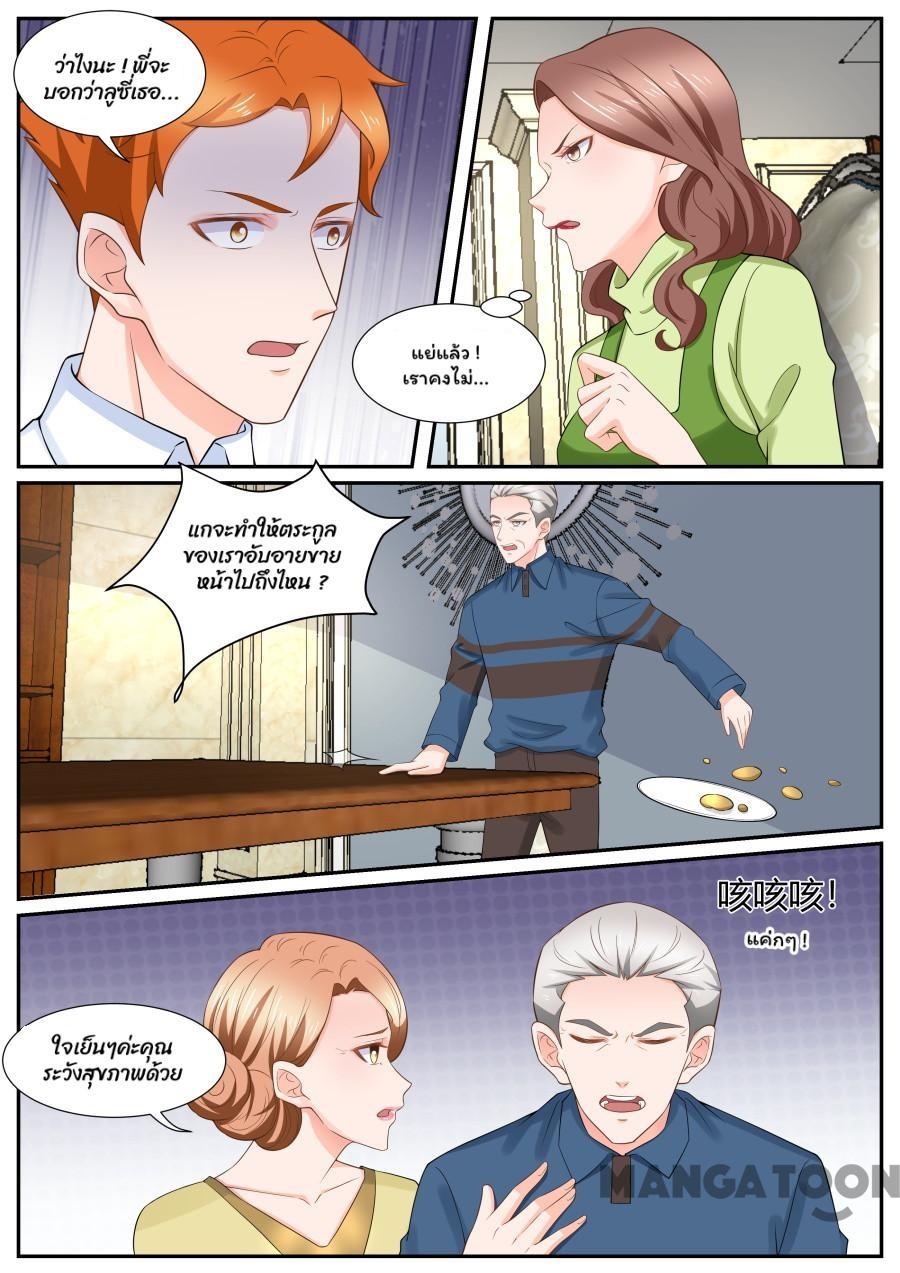 ว่าไงนะ ! พี่จะ
บอกว่าลูซี่เธอ...
แย่แล้ว !
เราคงไม่...
แกจะทำให้ตระกูล
ของเราอับอายขาย
หน้าไปถึงไหน ?
咳咳咳!
แค่กๆ !
ใจเย็นๆค่ะคุณ
ระวังสุขภาพด้วย
MANGATOON